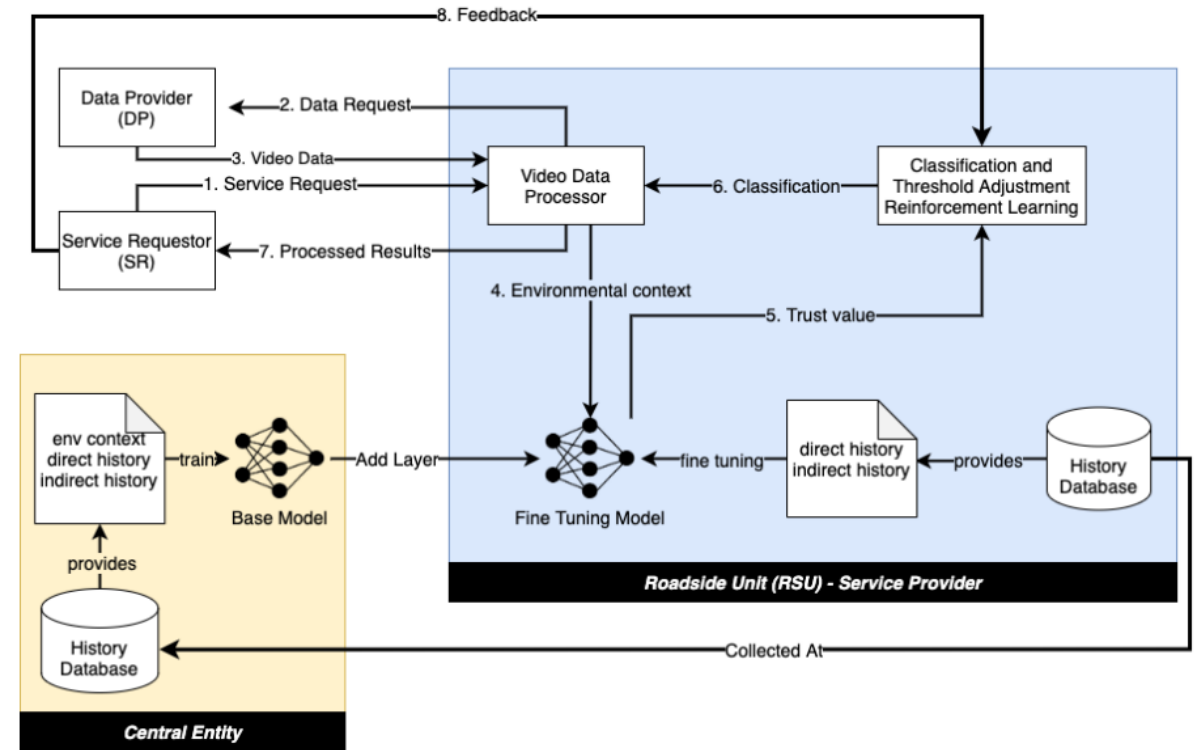 8. Feedback
Data Provider
(DP)
2. Data Request
3. Video Data
1. Service Request
Service Requestor
(SR)
7. Processed Results
Video Data
Processor
6. Classification
Classification and
Threshold Adjustment
Reinforcement Learning
4. Environmental context
5. Trust value
env context
direct history
indirect history
train
Base Model
Add Layer
Fine Tuning Model
fine tuning
direct history
indirect history
provides
History
Database
provides
Roadside Unit (RSU) - Service Provider
History
Database
Collected At
Central Entity